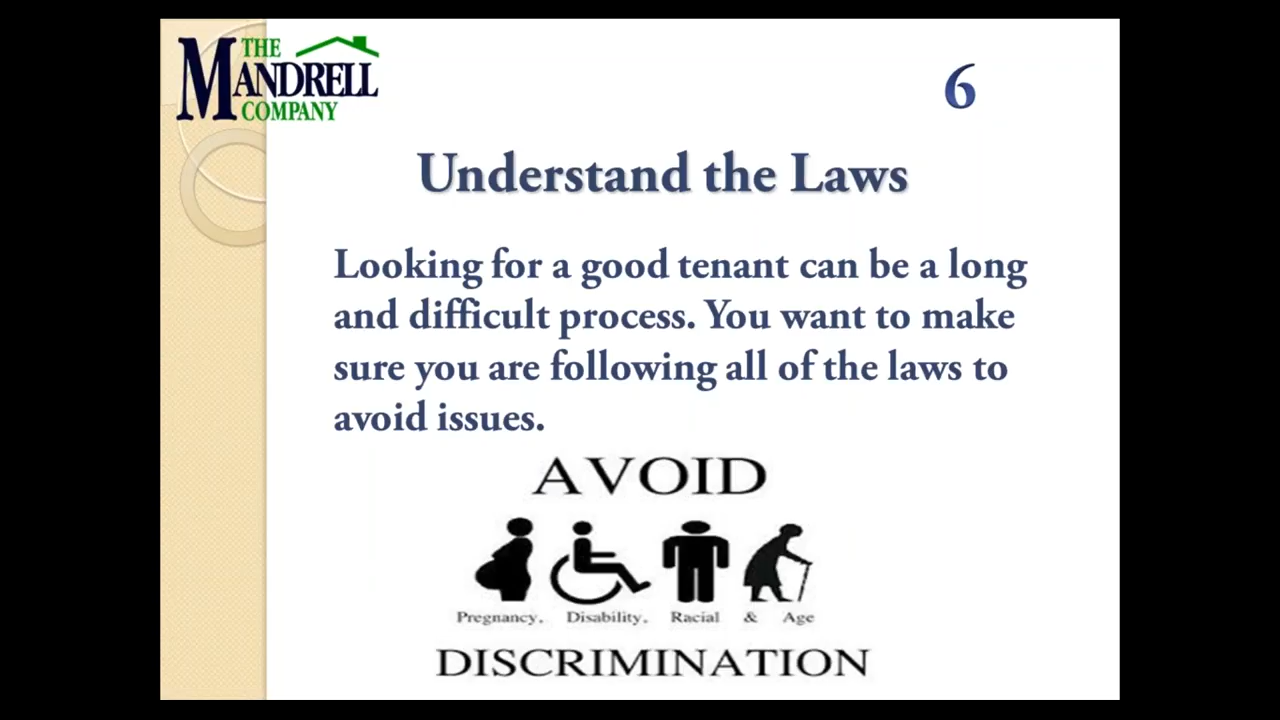 THE
MANDRELL
COMPANY
6
Understand the Laws
Looking for a good tenant can be a long
and difficult process. You want to make
sure you are following all of the laws to
avoid issues.
AVOID
Pregnancy, Disability, Racial & Age
DISCRIMINATION